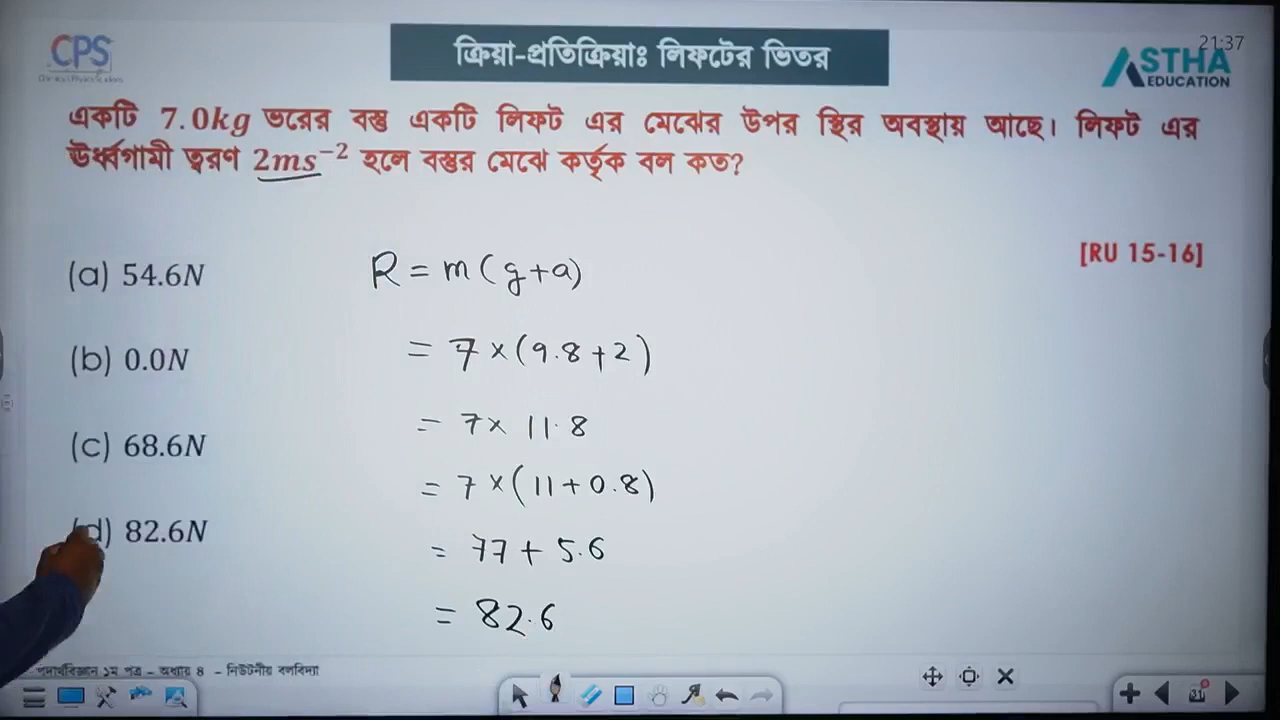 CPS
ক্রিয়া-প্রতিক্রিয়াঃ লিফটের ভিতর
21:37
ASTHA
EDUCATION
একটি 7.0kg ভরের বস্তু একটি লিফট এর মেঝের উপর স্থির অবস্থায় আছে। লিফট এর
ঊর্ধ্বগামী ত্বরণ 2ms⁻² হলে বস্তুর মেঝে কর্তৃক বল কত?
[RU 15-16]
(a) 54.6N
(b) 0.0N
(c) 68.6N
(d) 82.6N
R = m(g+a)
= 7×(9.8+2)
= 7× 11.8
= 7×(11+0.8)
= 77+5.6
= 82.6
পদার্থবিজ্ঞান ১ম পত্র – অধ্যায় ৪ – নিউটনীয় বলবিদ্যা
31